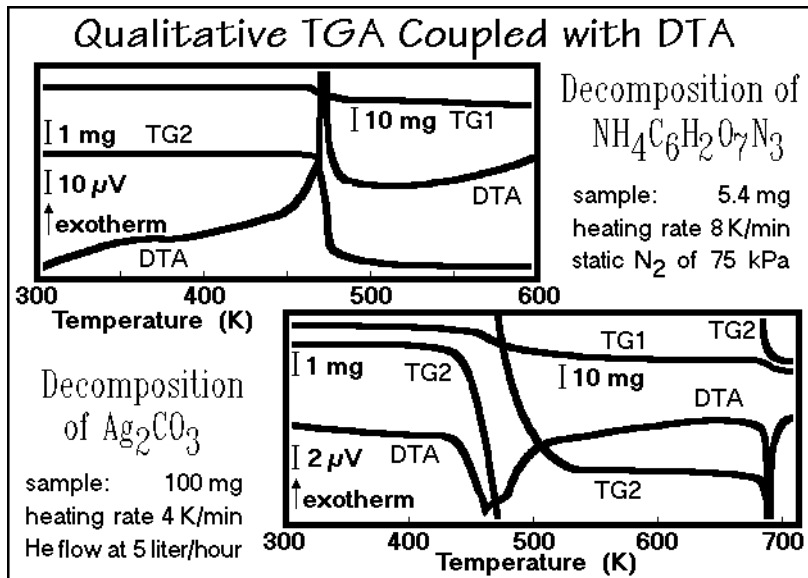 Qualitative TGA Coupled with DTA
1 mg TG2
10 mg TG1
10 μV
exotherm
DTA
DTA
300 400 500 600
Temperature (K)
Decomposition of
NH₄C₆H₂O₇N₃
sample: 5.4 mg
heating rate 8 K/min
static N₂ of 75 kPa
Decomposition
of Ag₂CO₃
sample: 100 mg
heating rate 4 K/min
He flow at 5 liter/hour
TG1
TG2
1 mg
TG2
10 mg
DTA
2 μV
DTA
TG2
exotherm
300 400 500 600 700
Temperature (K)